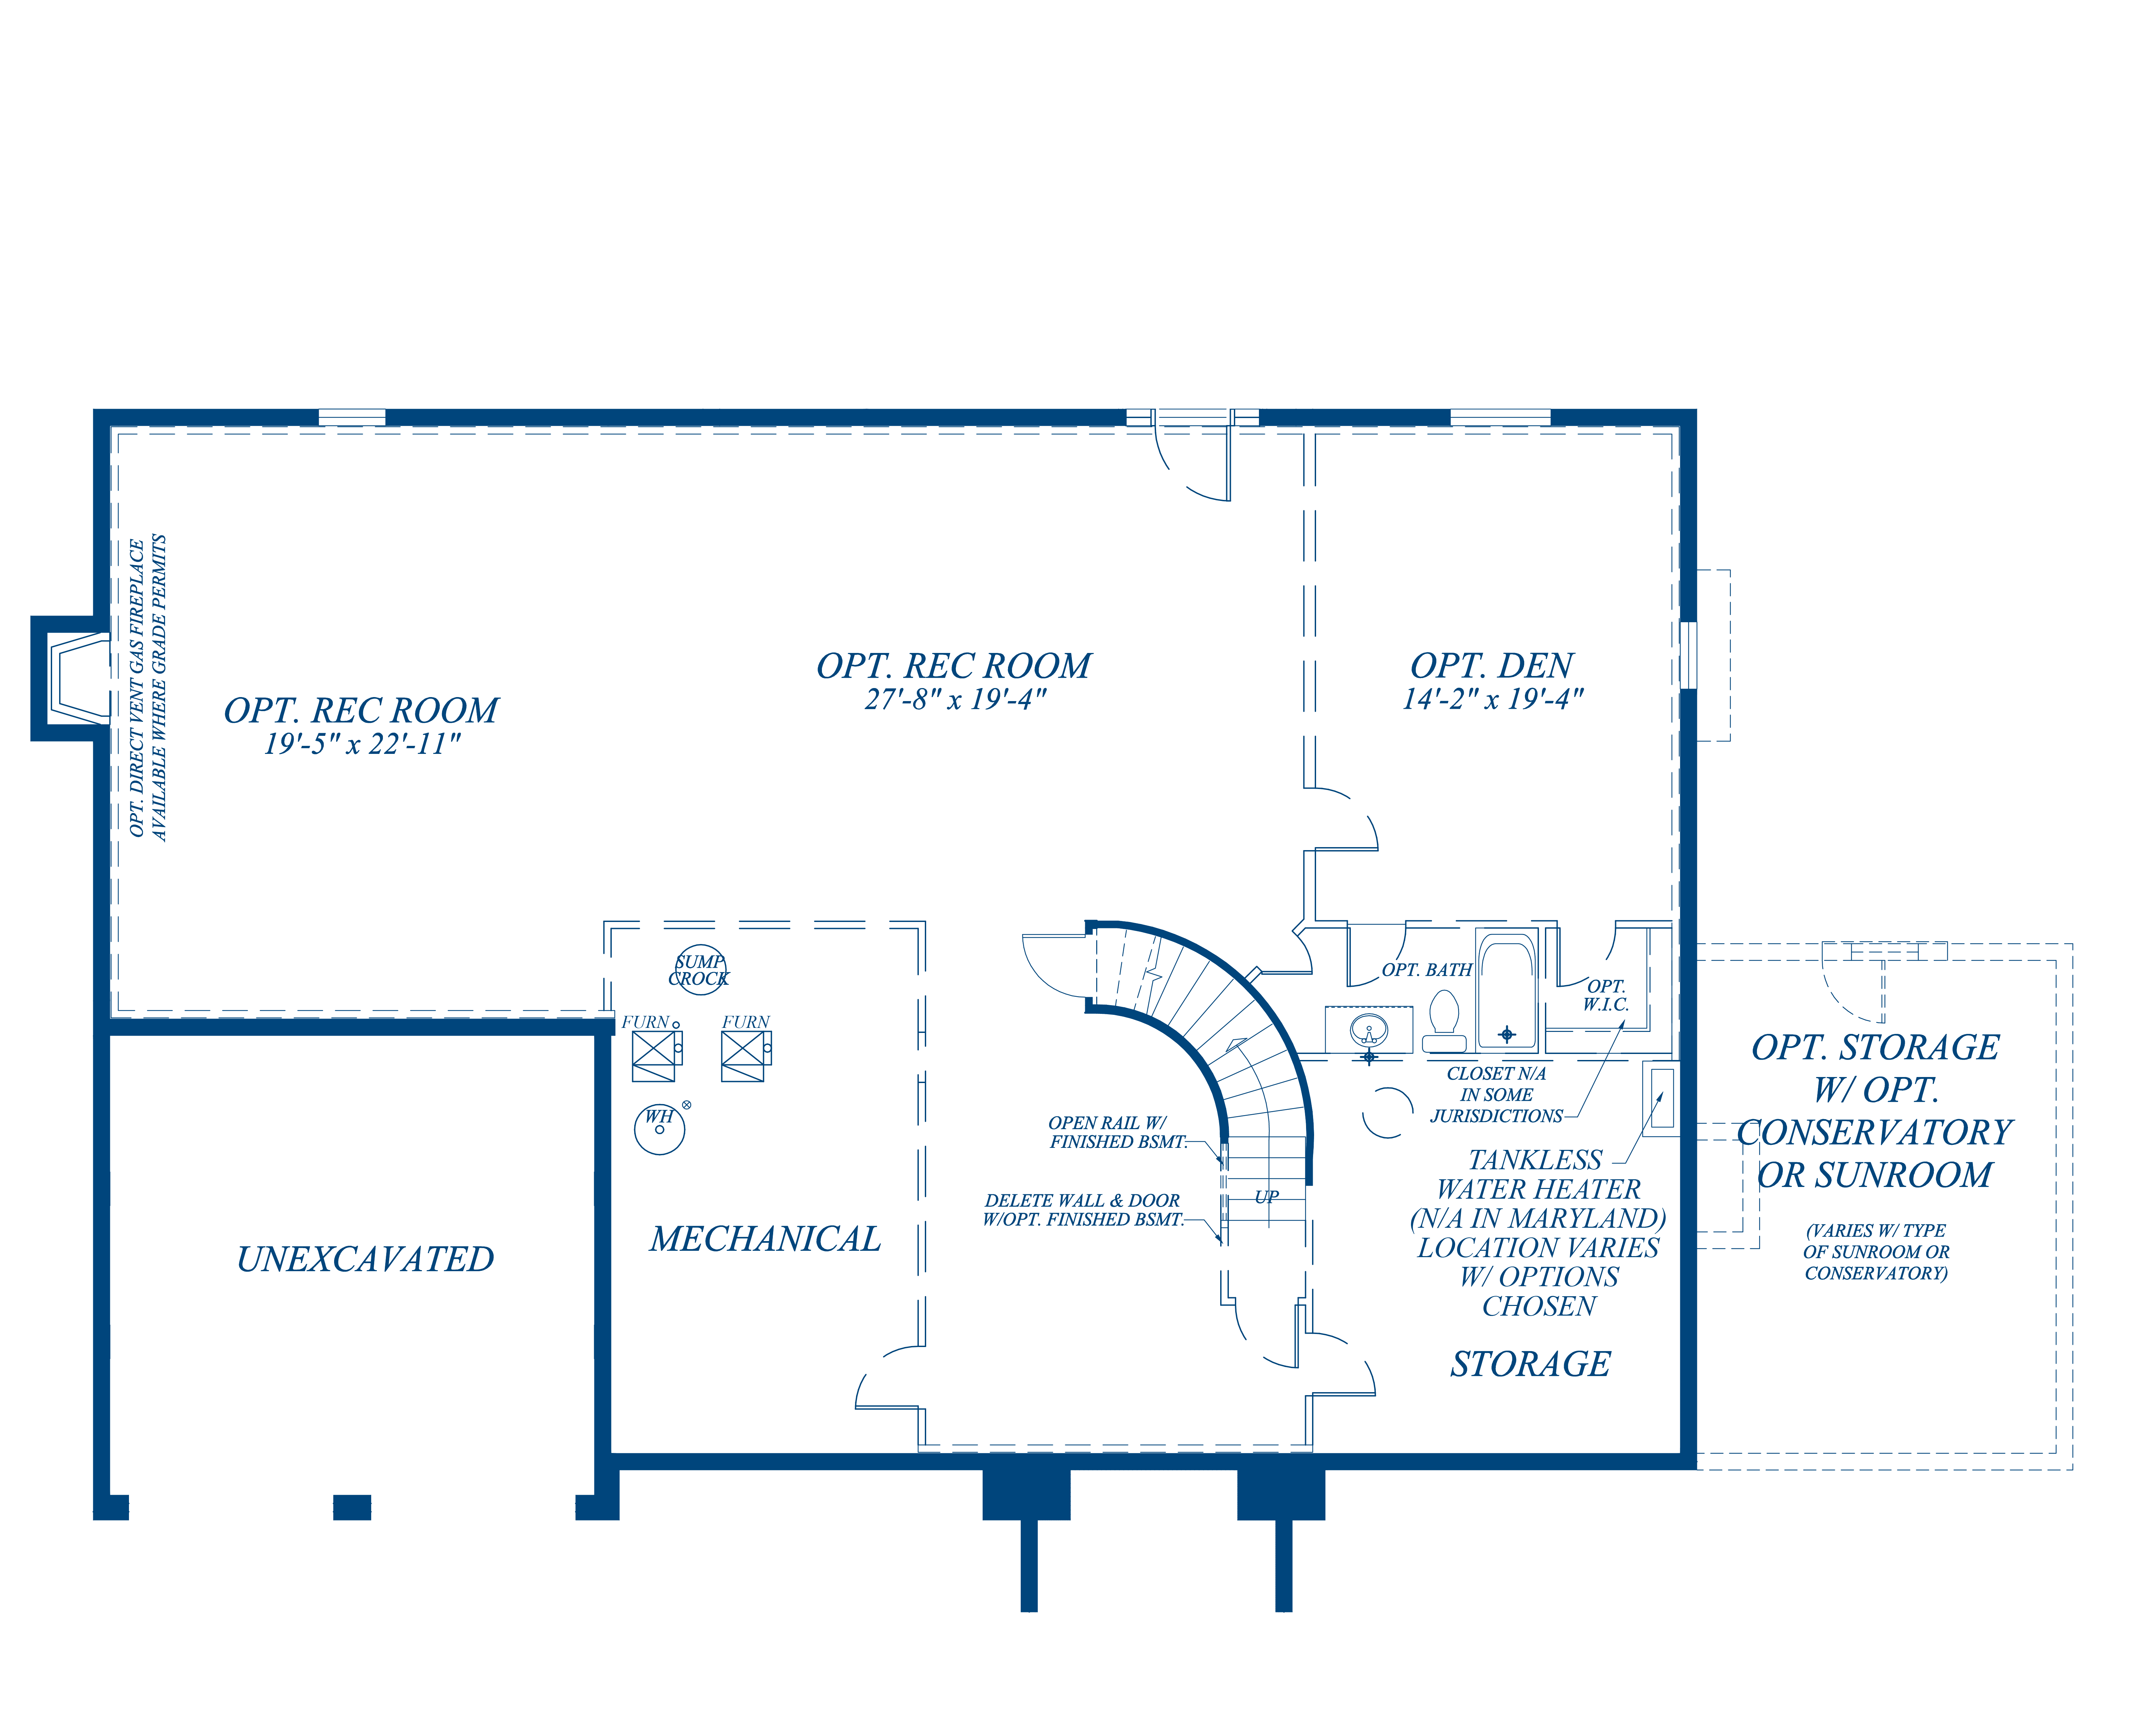 OPT. DIRECT VENT GAS FIREPLACE
AVAILABLE WHERE GRADE PERMITS
OPT. REC ROOM
19'-5" x 22'-11"
OPT. REC ROOM
27'-8" x 19'-4"
OPT. DEN
14'-2" x 19'-4"
SUMP
CROCK
FURN
FURN
WH
MECHANICAL
UNEXCAVATED
OPEN RAIL W/
FINISHED BSMT.
DELETE WALL & DOOR
W/OPT. FINISHED BSMT.
UP
OPT. BATH
OPT.
W.I.C.
CLOSET N/A
IN SOME
JURISDICTIONS
TANKLESS
WATER HEATER
(N/A IN MARYLAND)
LOCATION VARIES
W/ OPTIONS
CHOSEN
STORAGE
OPT. STORAGE
W/ OPT.
CONSERVATORY
OR SUNROOM
(VARIES W/ TYPE
OF SUNROOM OR
CONSERVATORY)